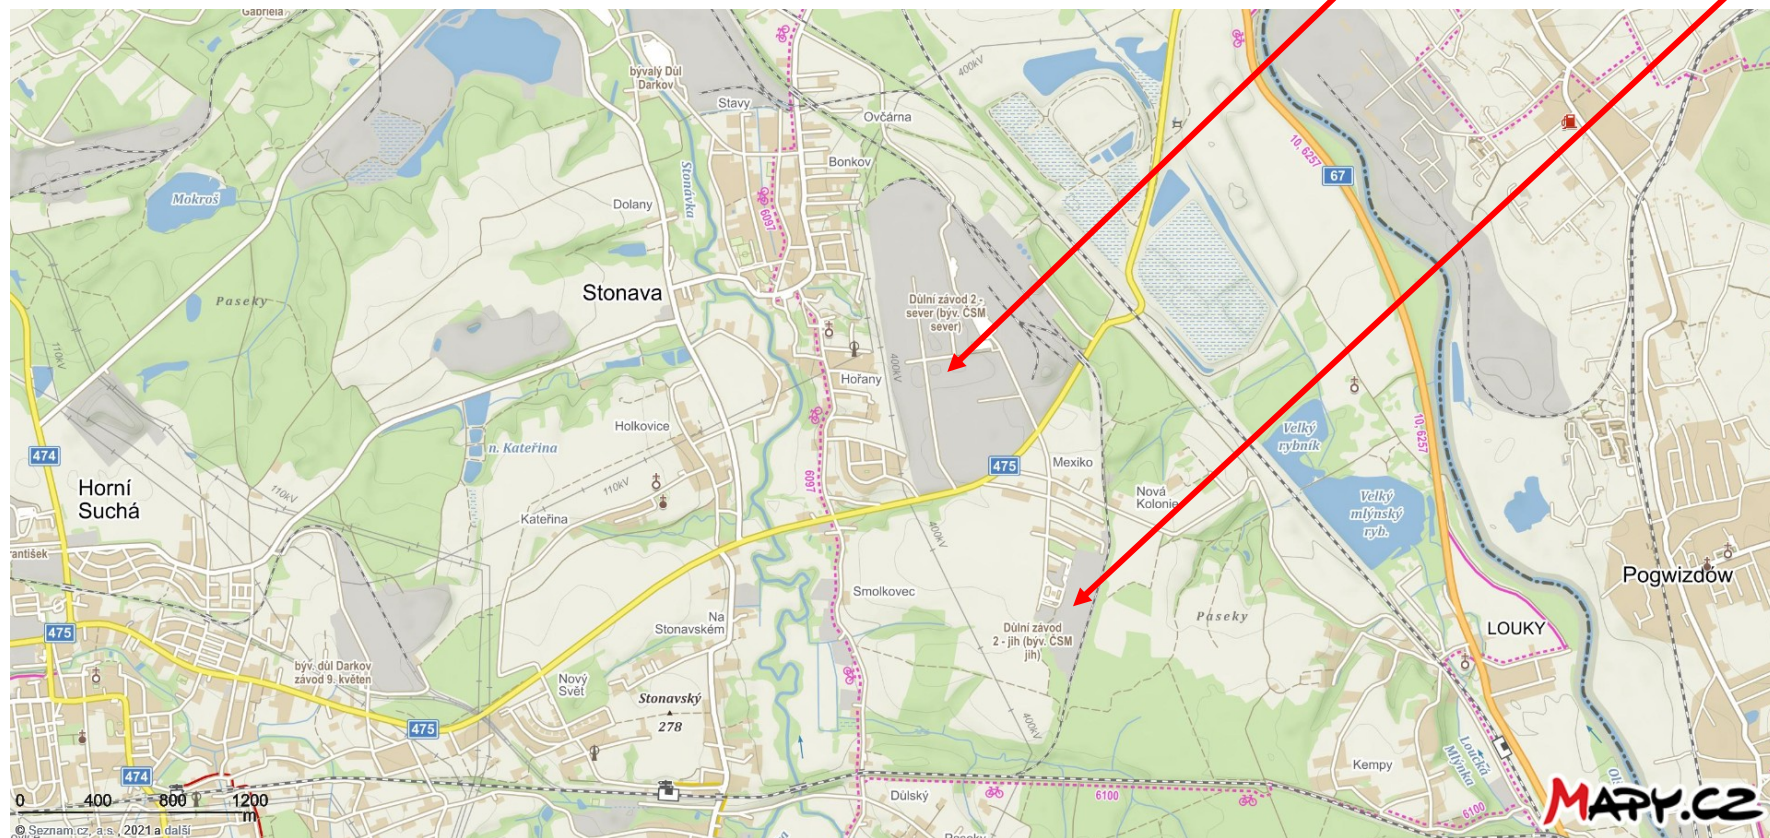 Gabriela
bývalý Důl
Darkov
400kV
Stavy
Ovčárna
Bonkov
10, 6257
67
Mokroš
Stonávka
Dolany
6097
Paseky
Stonava
Důlní závod 2 -
sever (býv. ČSM
sever)
110kV
400kV
Hořany
10, 6257
Holkovice
Velký
rybník
474
n. Kateřina
475
Mexiko
Horní
Suchá
110kV
110kV
6097
Nová
Kolonie
Velký
mlýnský
ryb.
Kateřina
400kV
František
Pogwizdów
Smolkovec
Paseky
Na
Stonavském
475
Důlní závod
2 - jih (býv. ČSM
jih)
LOUKY
býv. důl Darkov
závod 9. květen
Nový
Svět
Stonavský
278
400kV
475
474
Loucká
Mlýnka
Kempy
Důlský
6100
6100
0 400 800 1200
m
MAPY.CZ
© Seznam.cz, a.s., 2021 a další